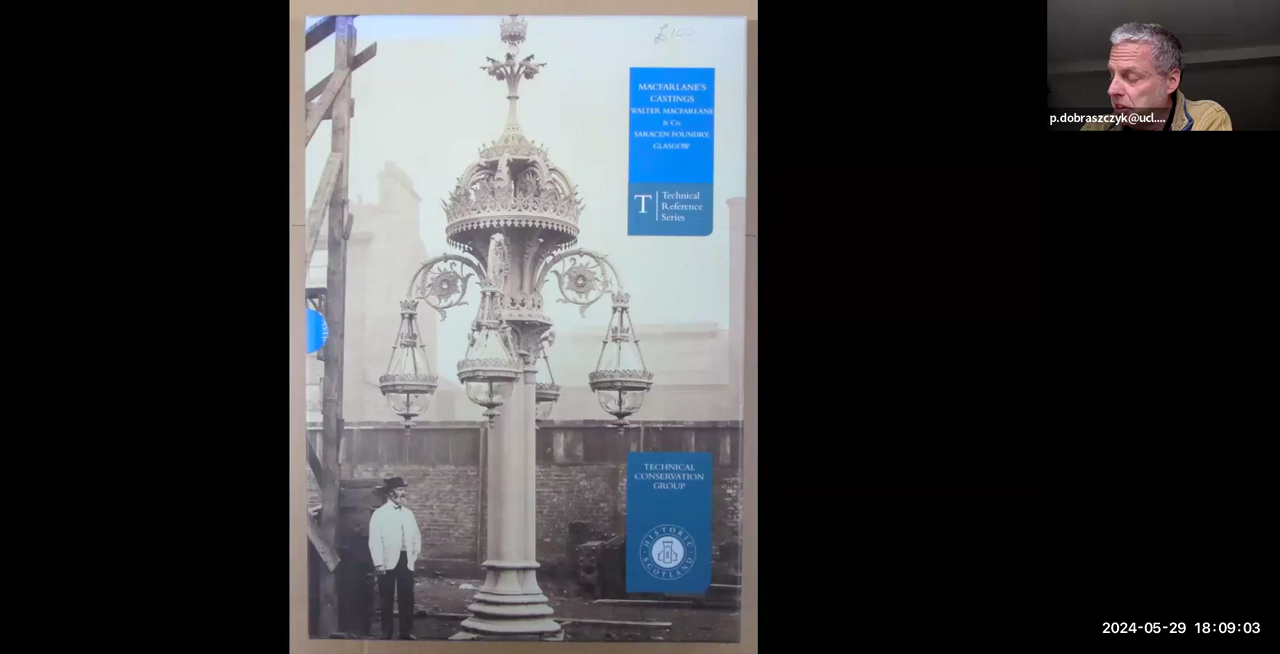 £100
MACFARLANE'S
CASTINGS
WALTER MACFARLANE
& Co.
SARACEN FOUNDRY,
GLASGOW
T
Technical
Reference
Series
TECHNICAL
CONSERVATION
GROUP
HISTORIC
SCOTLAND
p.dobraszczyk@ucl....
2024-05-29 18:09:03